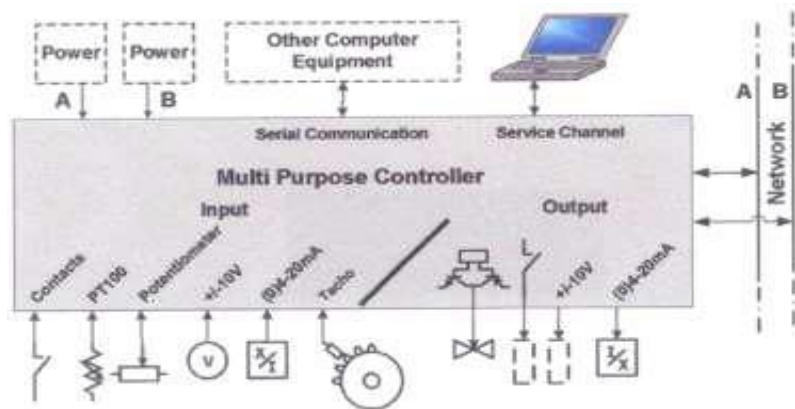 Power
Power
Other Computer
Equipment
A
B
A
B
Network
Serial Communication
Service Channel
Multi Purpose Controller
Input
Output
Contacts
PT100
Potentiometer
+/-10V
(0)4-20mA
Tacho
+/-10V
(0)4-20mA
V
X/I
I/X